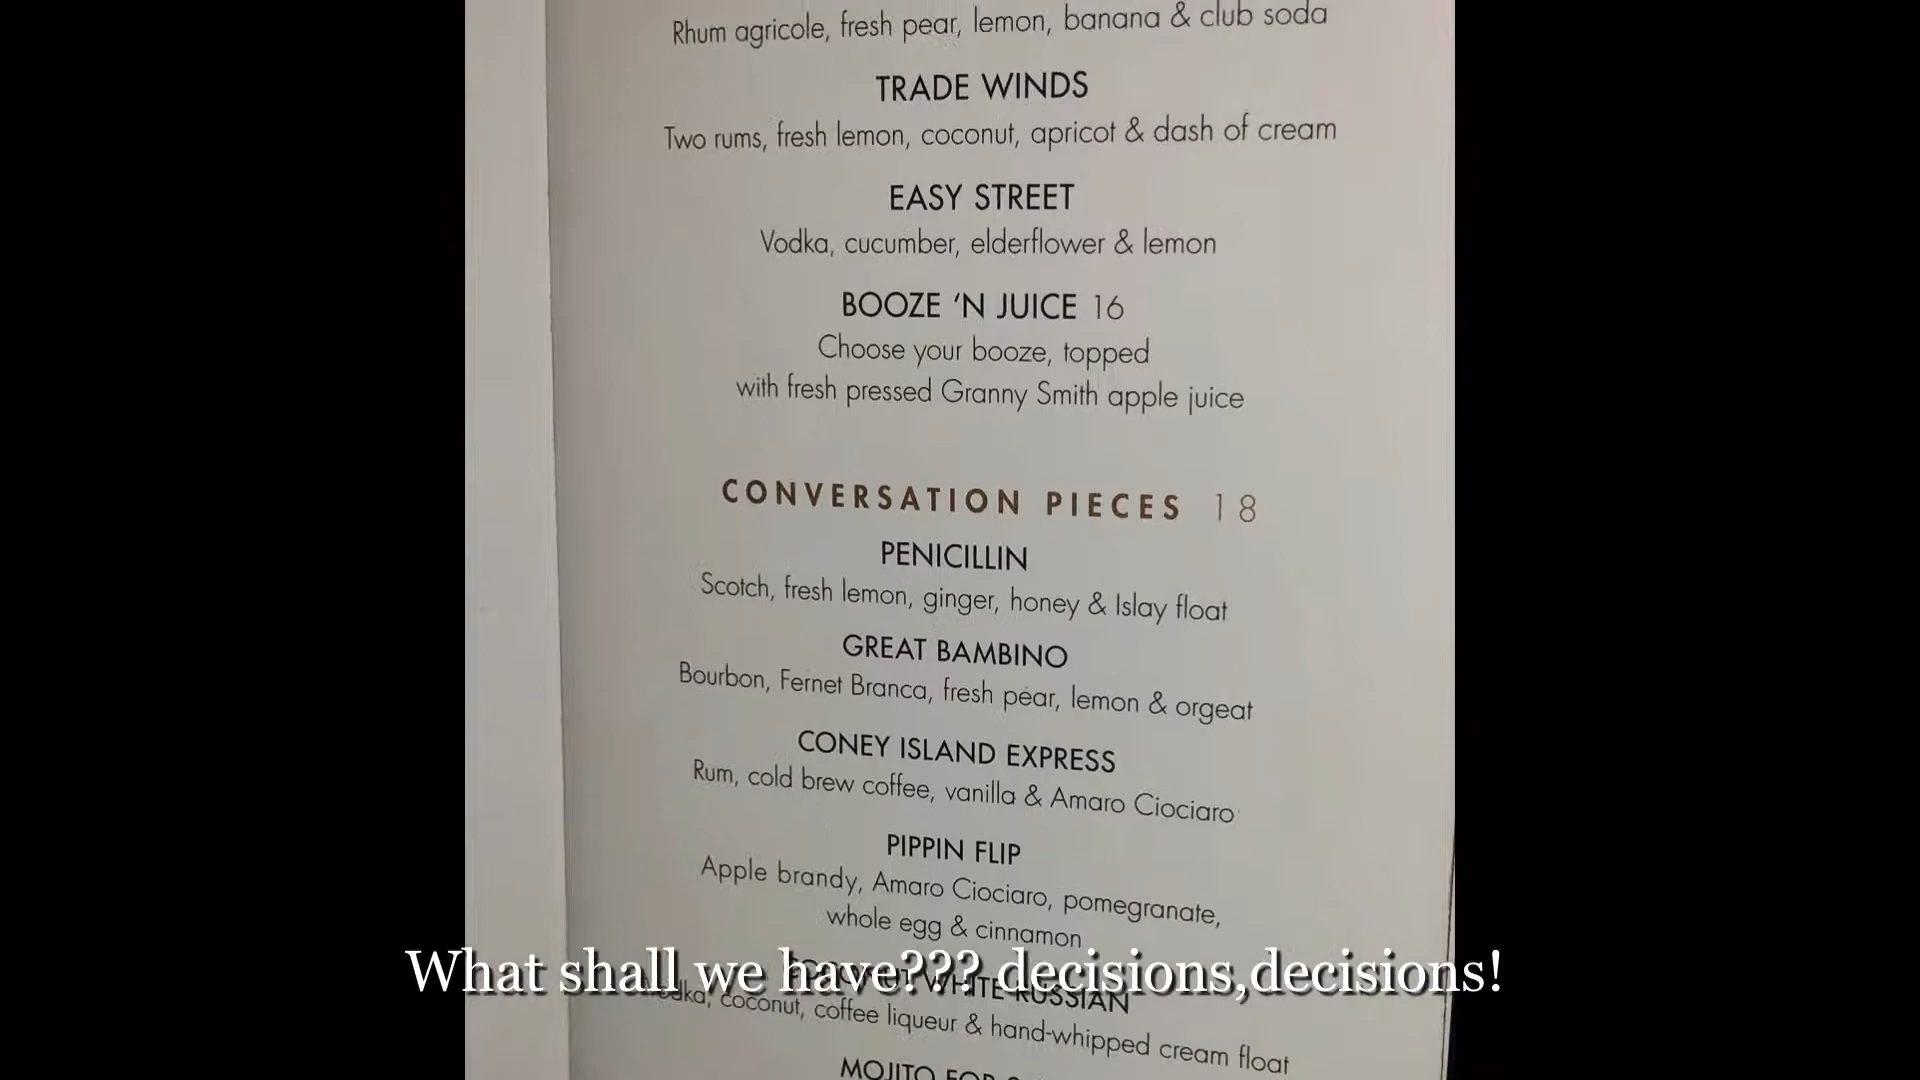 Rhum agricole, fresh pear, lemon, banana & club soda
TRADE WINDS
Two rums, fresh lemon, coconut, apricot & dash of cream
EASY STREET
Vodka, cucumber, elderflower & lemon
BOOZE ‘N JUICE 16
Choose your booze, topped
with fresh pressed Granny Smith apple juice
CONVERSATION PIECES 18
PENICILLIN
Scotch, fresh lemon, ginger, honey & Islay float
GREAT BAMBINO
Bourbon, Fernet Branca, fresh pear, lemon & orgeat
CONEY ISLAND EXPRESS
Rum, cold brew coffee, vanilla & Amaro Ciociaro
PIPPIN FLIP
Apple brandy, Amaro Ciociaro, pomegranate,
whole egg & cinnamon
What shall we have??? decisions,decisions!
WHITE RUSSIAN
coconut, coffee liqueur & hand-whipped cream float
MOJITO FOR